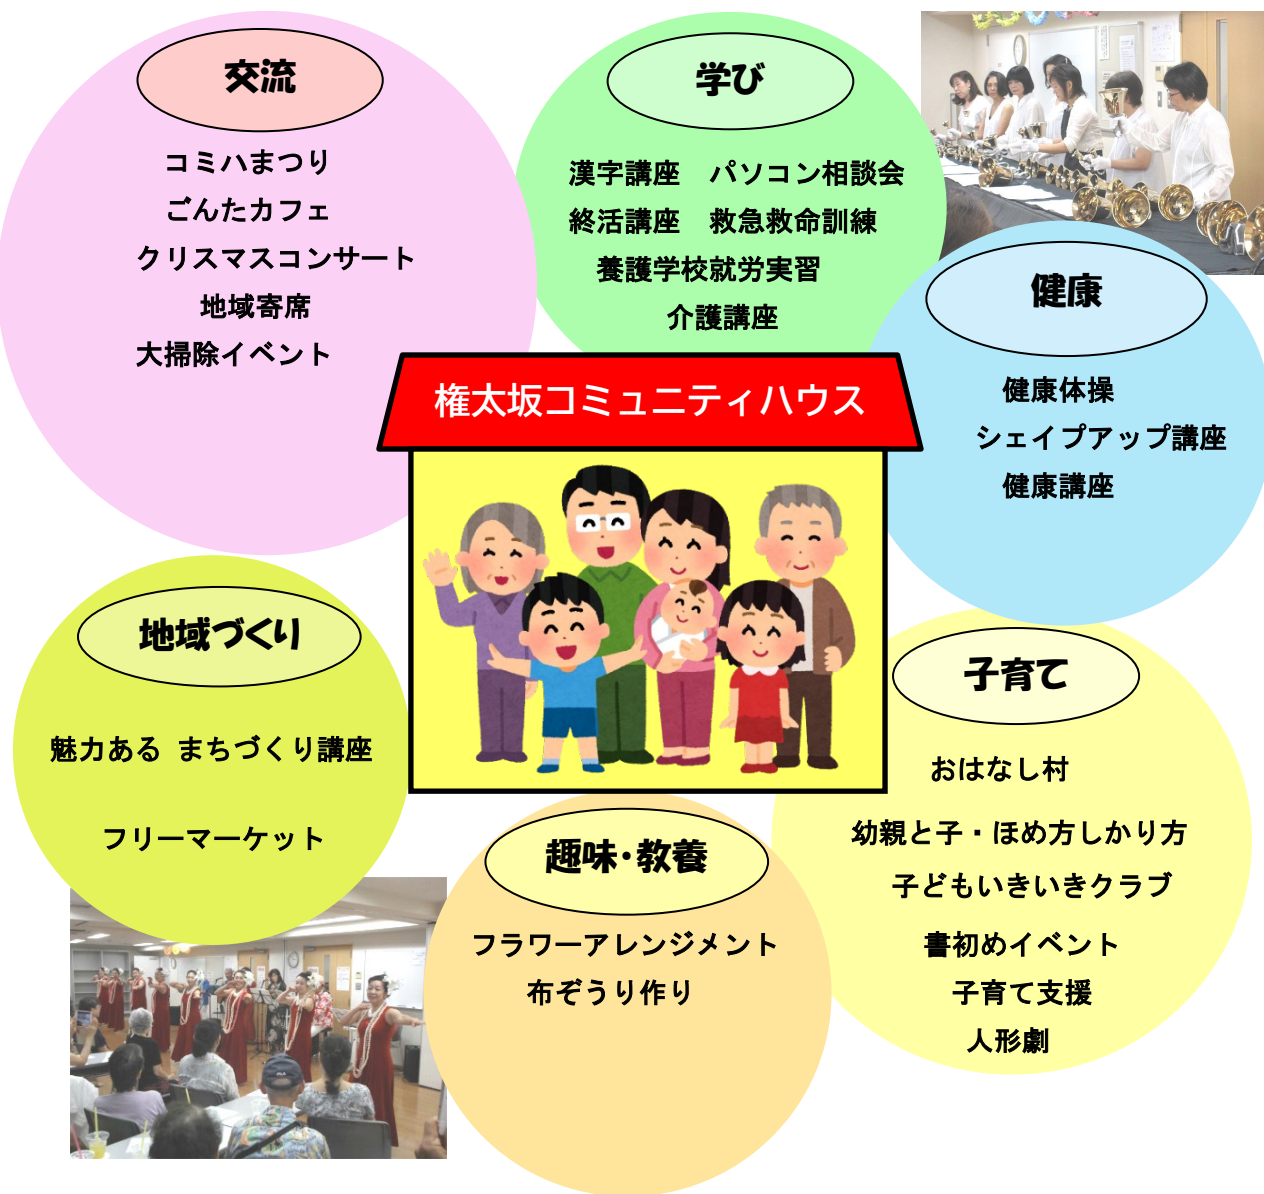 交流
コミハまつり
ごんたカフェ
クリスマスコンサート
地域寄席
大掃除イベント
学び
漢字講座　パソコン相談会
終活講座　救急救命訓練
養護学校就労実習
介護講座
健康
健康体操
シェイプアップ講座
健康講座
権太坂コミュニティハウス
地域づくり
魅力ある まちづくり講座
フリーマーケット
趣味・教養
フラワーアレンジメント
布ぞうり作り
子育て
おはなし村
幼親と子・ほめ方しかり方
子どもいきいきクラブ
書初めイベント
子育て支援
人形劇